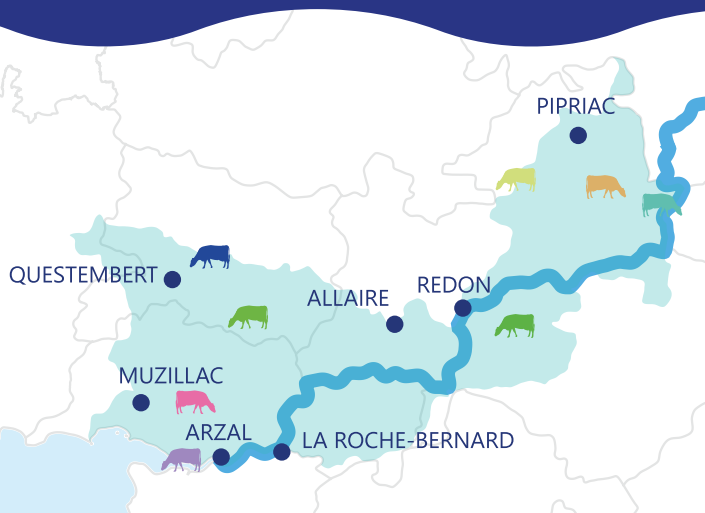 PIPRIAC
QUESTEMBERT
ALLAIRE
REDON
MUZILLAC
ARZAL
LA ROCHE-BERNARD